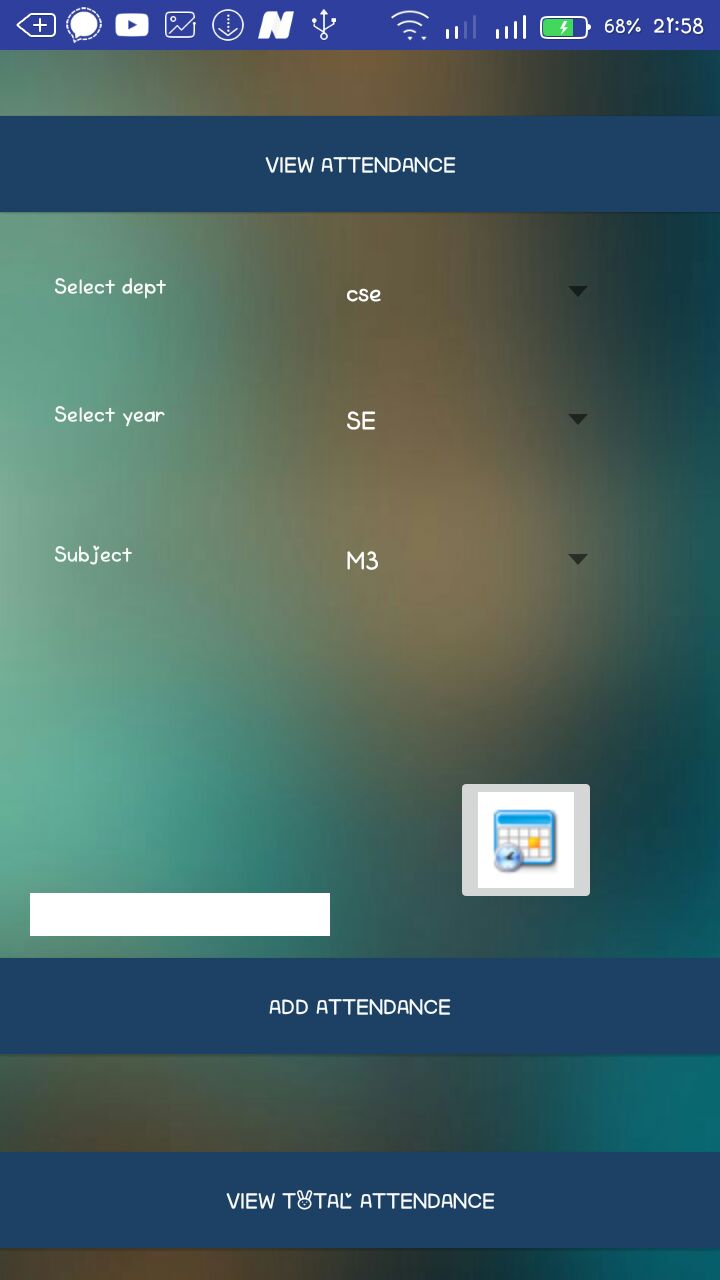 68% 21:58
VIEW ATTENDANCE
Select dept cse
Select year SE
Subject M3
ADD ATTENDANCE
VIEW TOTAL ATTENDANCE